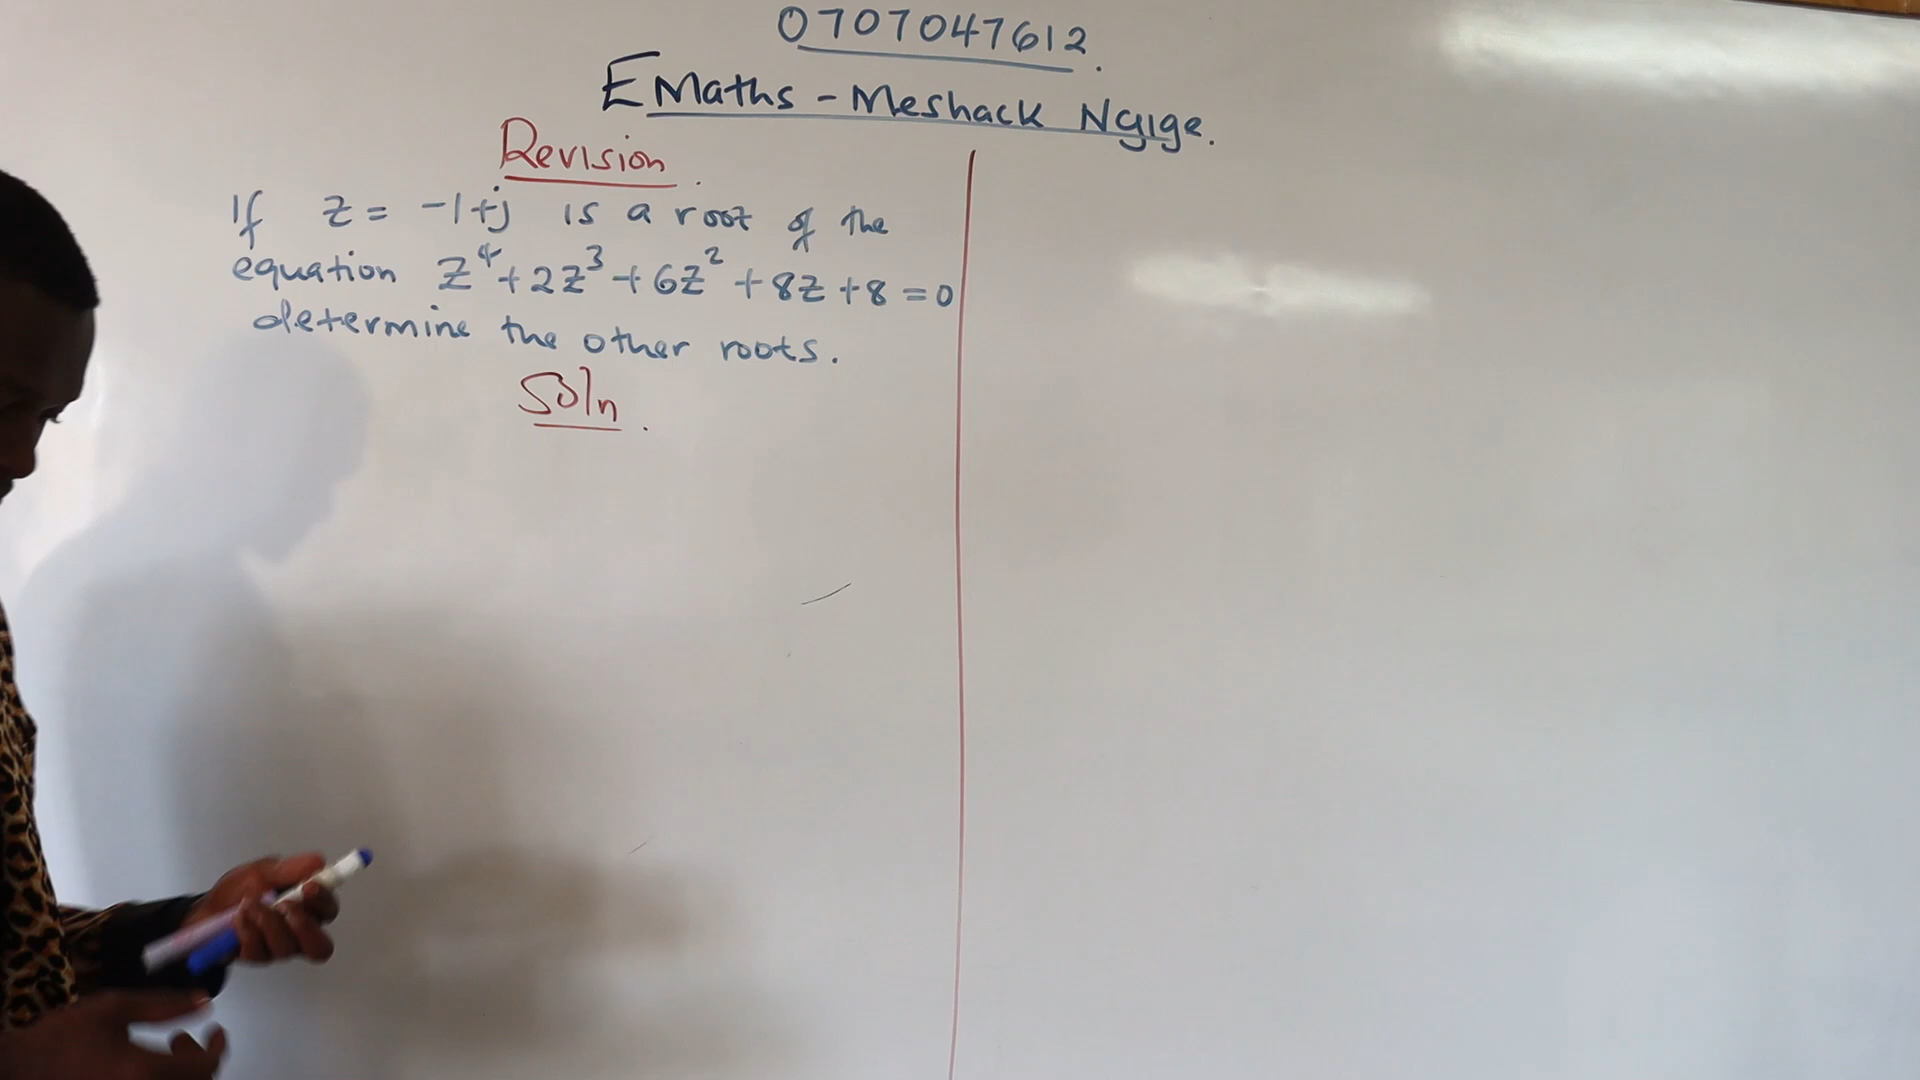 0707047612.
EMaths - Meshack Ngige.
Revision.
If z = -1+j is a root of the
equation z⁴+2z³+6z²+8z+8=0
determine the other roots.
Soln.